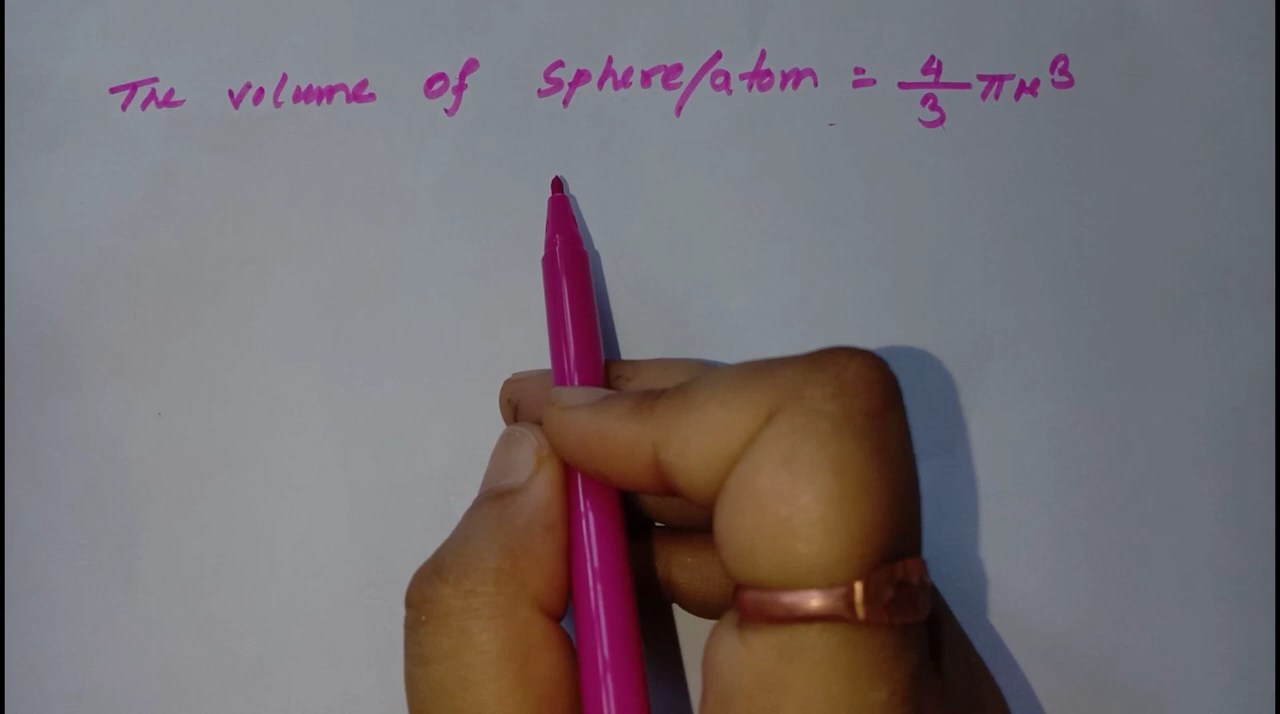 The volume of Sphere/atom = 4/3 πr³